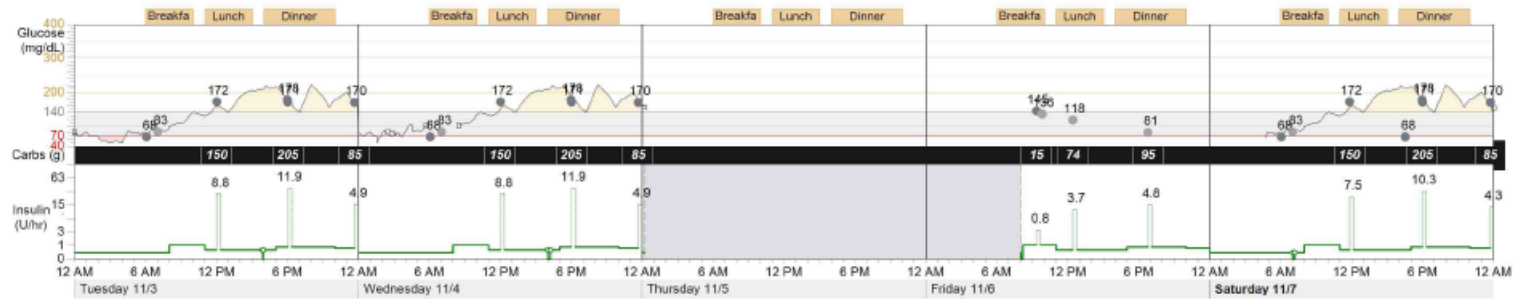 Breakfa Lunch Dinner Breakfa Lunch Dinner Breakfa Lunch Dinner Breakfa Lunch Dinner Breakfa Lunch Dinner
400
Glucose
(mg/dL)
300
200
140
70
40
68 83 172 178 170 68 83 172 178 170 145 136 118 81 68 83 172 178 68 170
Carbs (g) 150 205 85 150 205 85 15 74 95 150 205 85
63
15
3
1
0
Insulin
(U/hr)
8.8 11.9 4.9 8.8 11.9 4.9 0.8 3.7 4.8 7.5 10.3 4.3
12 AM 6 AM 12 PM 6 PM 12 AM 6 AM 12 PM 6 PM 12 AM 6 AM 12 PM 6 PM 12 AM 6 AM 12 PM 6 PM 12 AM 6 AM 12 PM 6 PM 12 AM
Tuesday 11/3 Wednesday 11/4 Thursday 11/5 Friday 11/6 Saturday 11/7